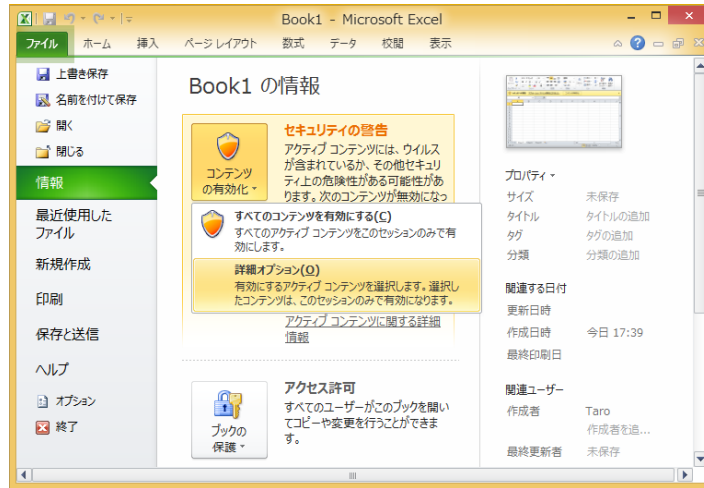 Book1 - Microsoft Excel
ファイル ホーム 挿入 ページ レイアウト 数式 データ 校閲 表示
上書き保存
名前を付けて保存
開く
閉じる
情報
最近使用した
ファイル
新規作成
印刷
保存と送信
ヘルプ
オプション
終了
Book1 の情報
コンテンツ
の有効化
セキュリティの警告
アクティブ コンテンツには、ウイルス
が含まれているか、その他セキュリ
ティ上の危険性がある可能性があ
ります。次のコンテンツが無効になっ
すべてのコンテンツを有効にする(C)
すべてのアクティブ コンテンツをこのセッションのみで有
効にします。
詳細オプション(O)
有効にするアクティブ コンテンツを選択します。選択し
たコンテンツは、このセッションのみで有効になります。
アクティブ コンテンツに関する詳細
情報
ブックの
保護
アクセス許可
すべてのユーザーがこのブックを開い
てコピーや変更を行うことができま
す。
プロパティ
サイズ 未保存
タイトル タイトルの追加
タグ タグの追加
分類 分類の追加
関連する日付
更新日時
作成日時 今日 17:39
最終印刷日
関連ユーザー
作成者 Taro
作成者を追...
最終更新者 未保存